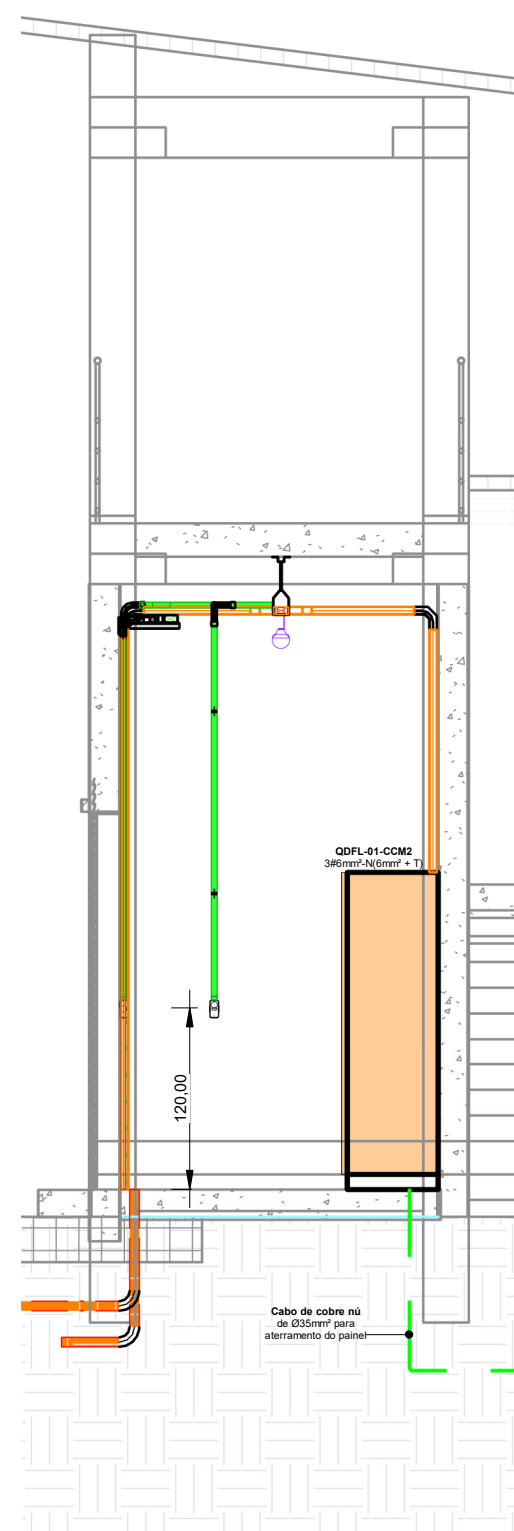 QDFL-01-CCM2
3#6mm²-N(6mm² + T)
120,00
Cabo de cobre nú
de Ø35mm² para
aterramento do painel